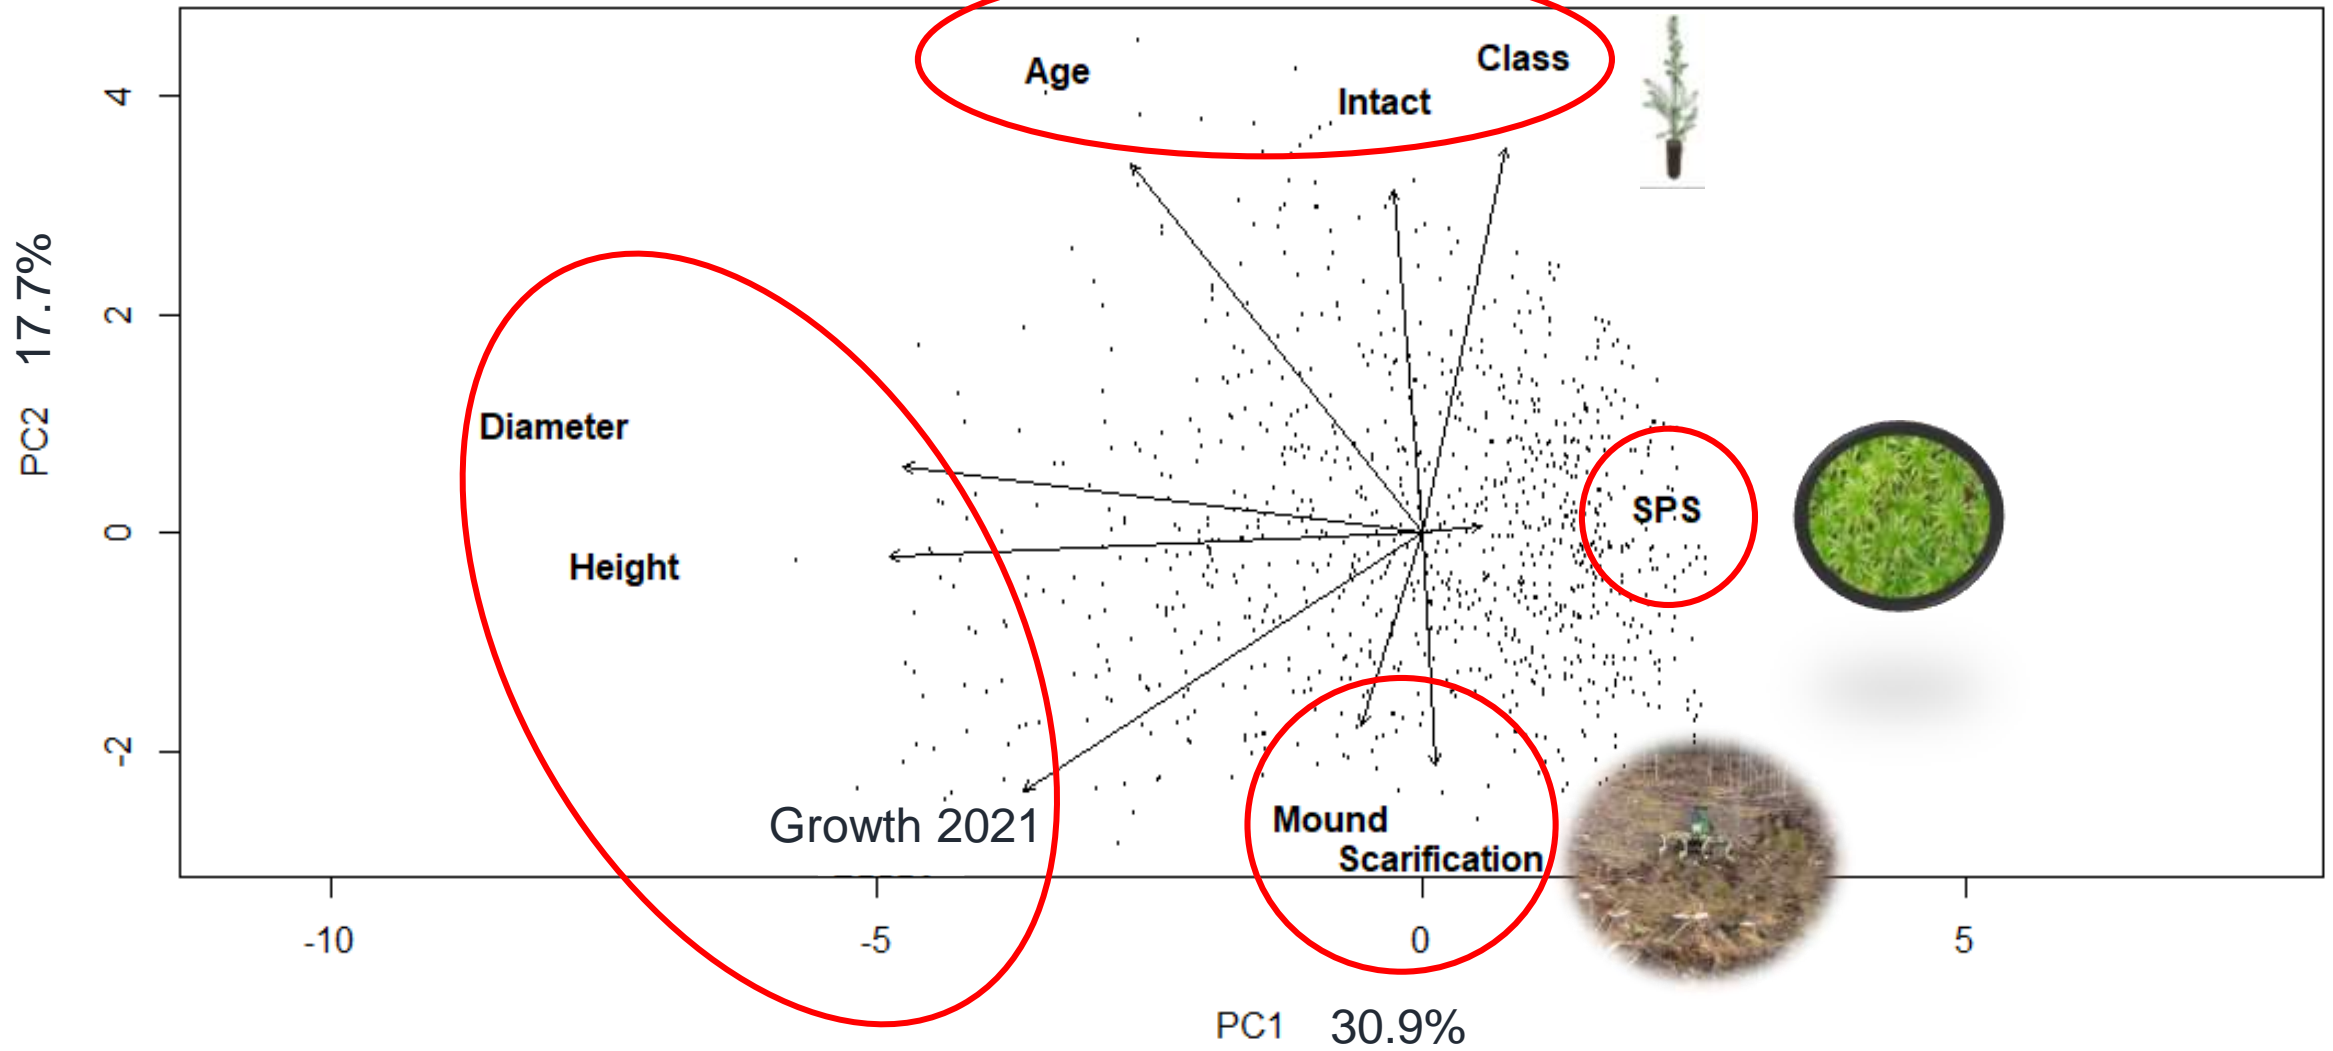 Age
Class
Intact
4
2
0
-2
PC2 17.7%
Diameter
Height
SPS
Growth 2021
Mound
Scarification
-10 -5 0 5
PC1 30.9%